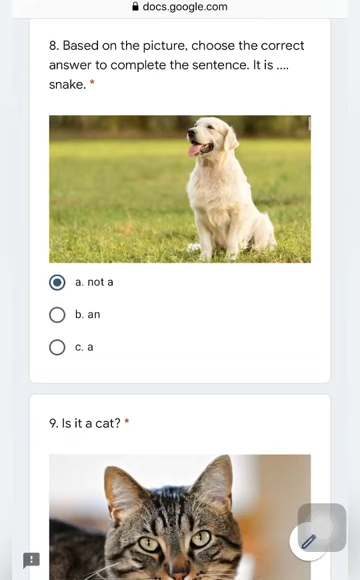 docs.google.com
8. Based on the picture, choose the correct
answer to complete the sentence. It is ....
snake. *
a. not a
b. an
c. a
9. Is it a cat? *